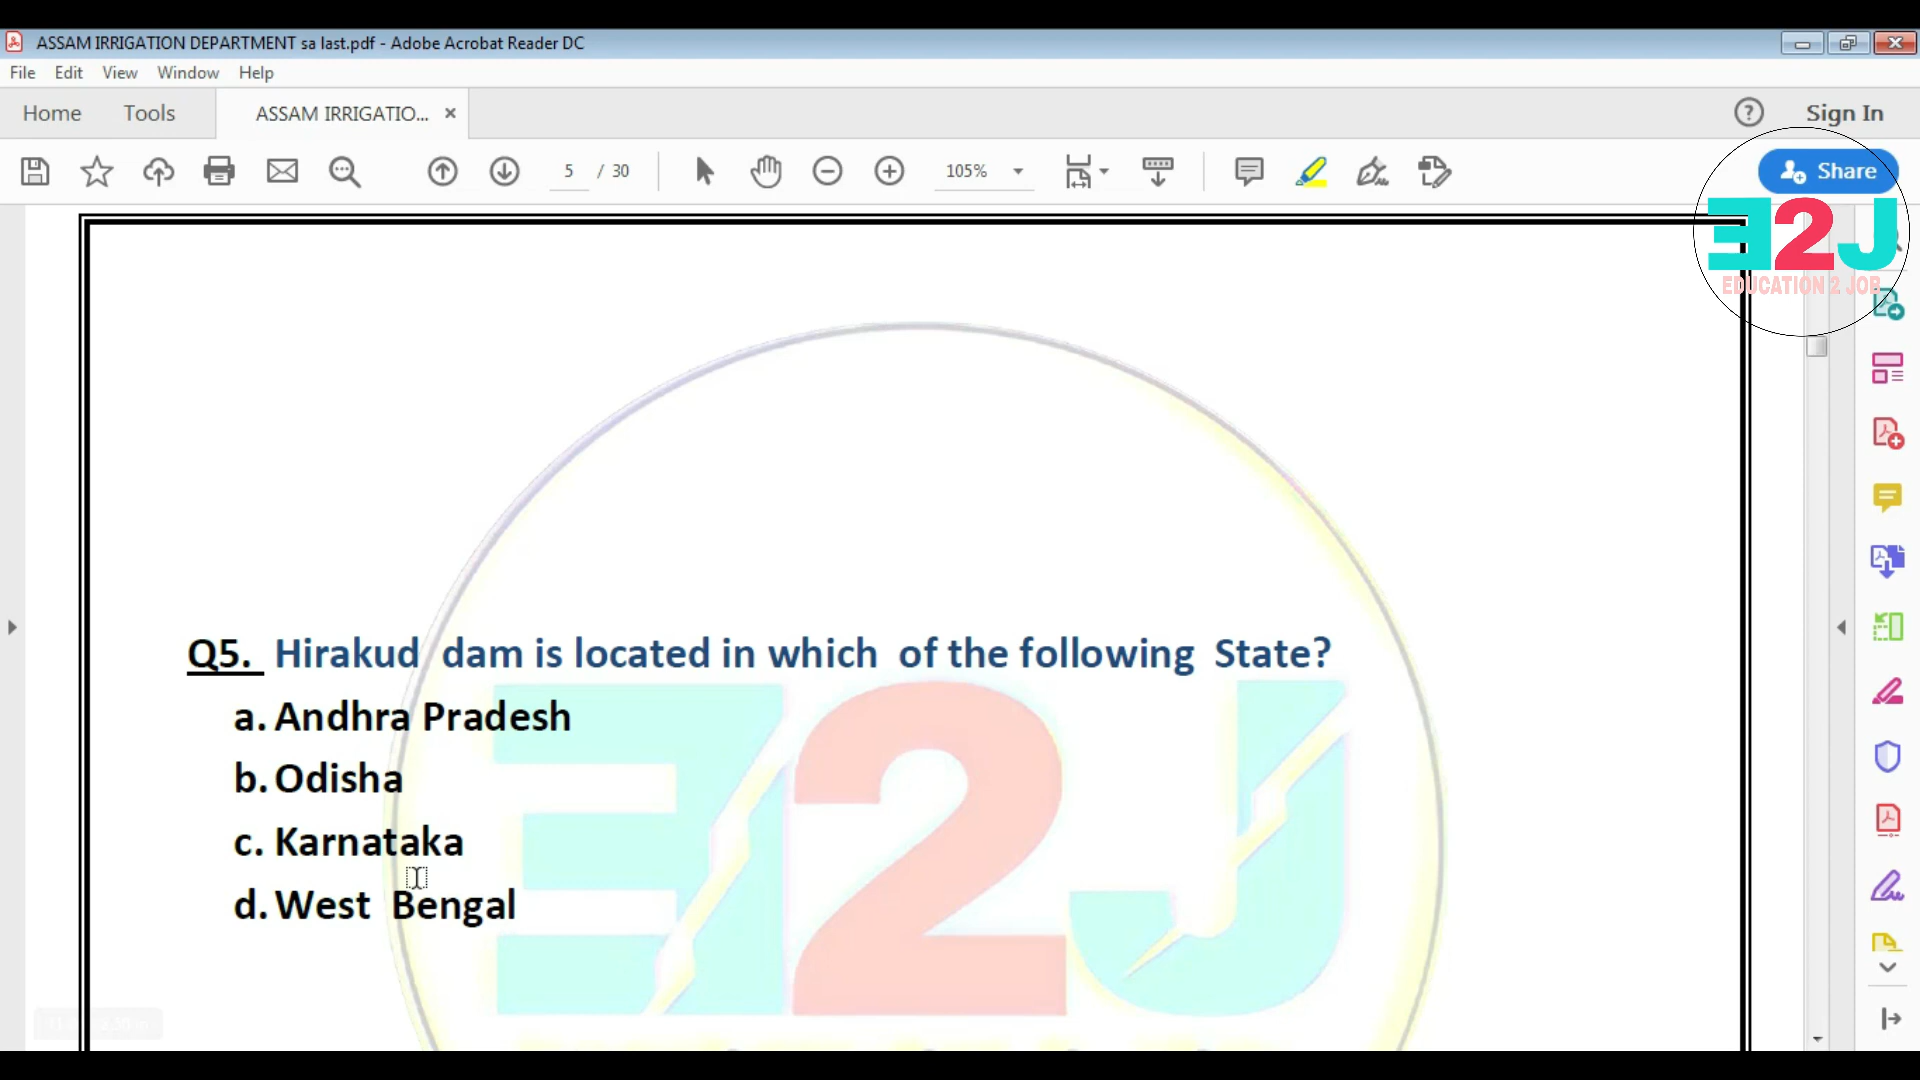 ASSAM IRRIGATION DEPARTMENT sa last.pdf - Adobe Acrobat Reader DC
File Edit View Window Help
Home Tools ASSAM IRRIGATIO... Sign In
5 / 30 105% Share
E2J
EDUCATION 2 JOB
Q5. Hirakud dam is located in which of the following State?
a. Andhra Pradesh
b. Odisha
c. Karnataka
d. West Bengal
E2J